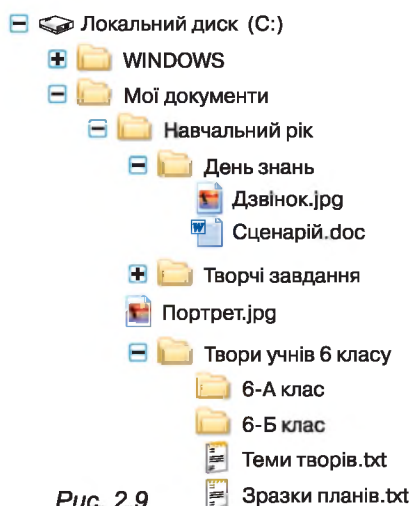 Локальний диск (C:)
WINDOWS
Мої документи
Навчальний рік
День знань
Дзвінок.jpg
Сценарій.doc
Творчі завдання
Портрет.jpg
Твори учнів 6 класу
6-А клас
6-Б клас
Теми творів.txt
Зразки планів.txt
Рис. 2.9